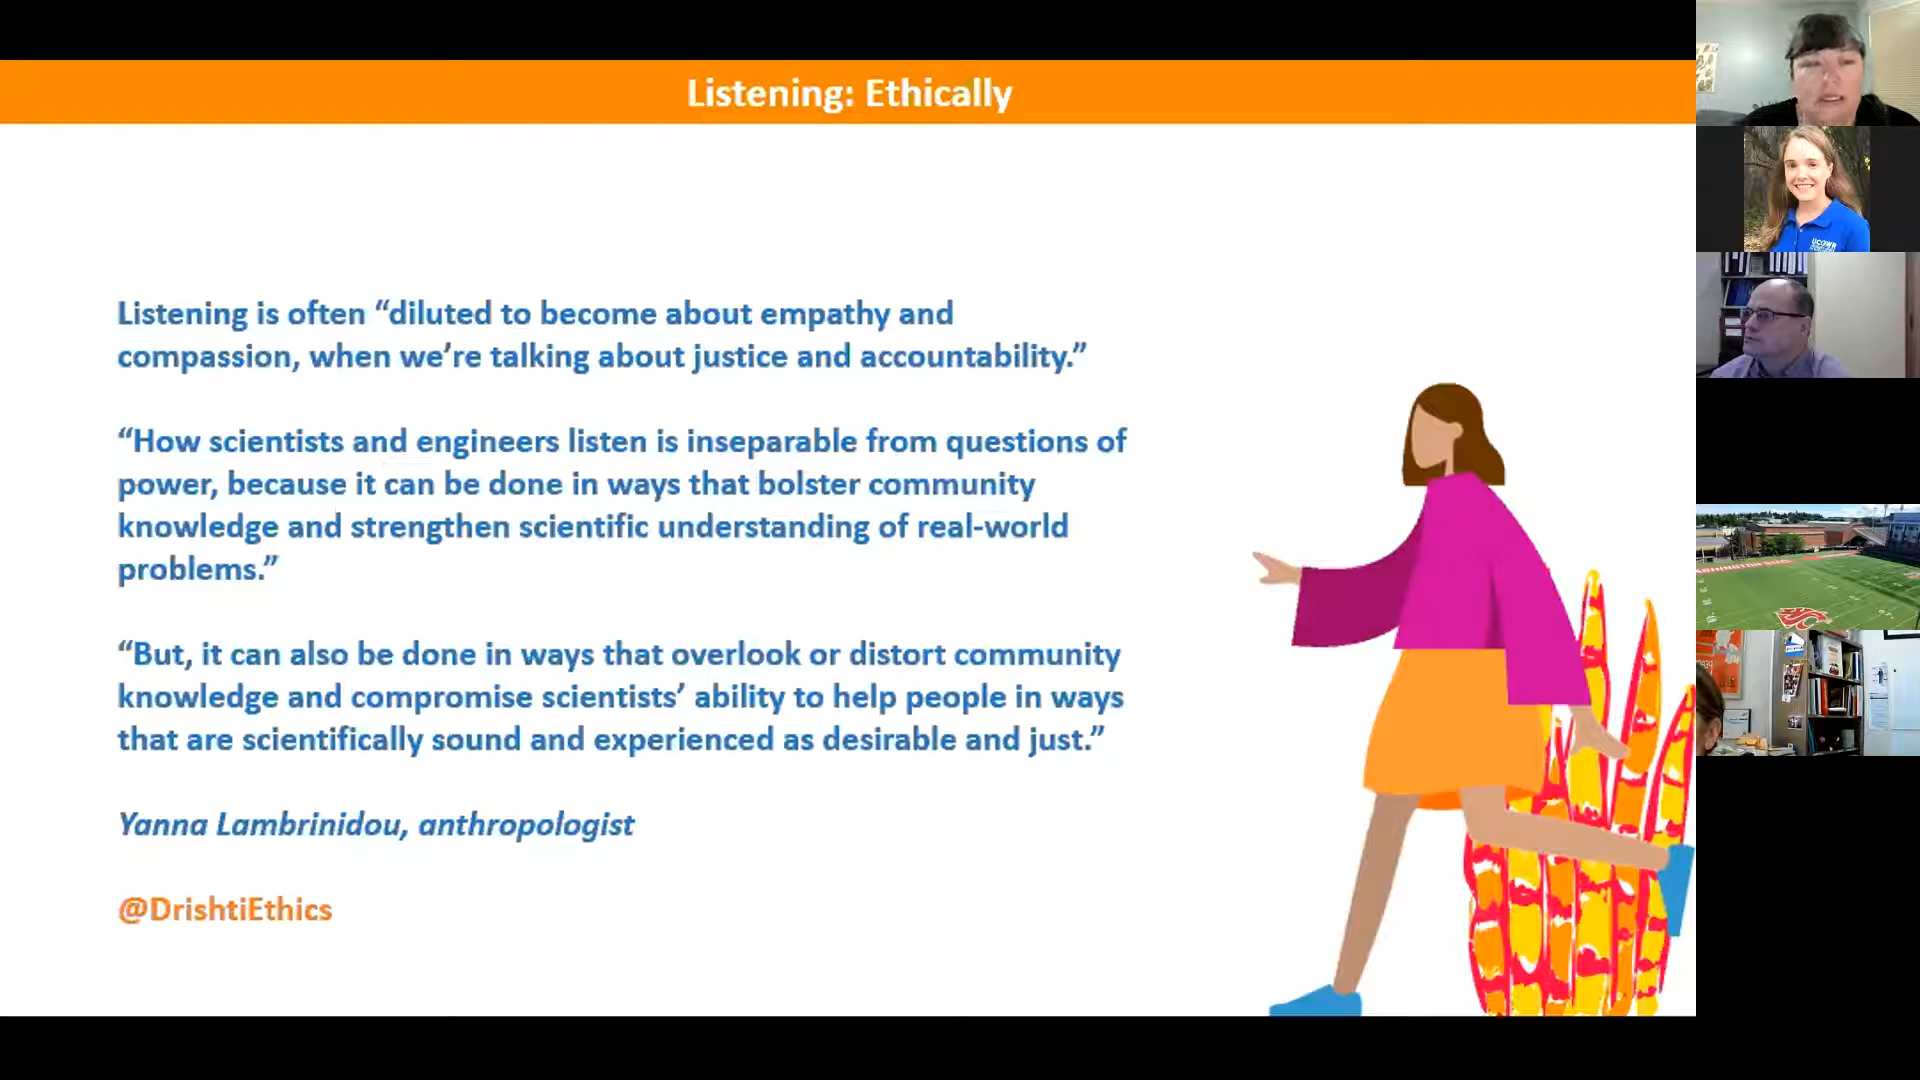 Listening: Ethically
Listening is often “diluted to become about empathy and
compassion, when we’re talking about justice and accountability.”
“How scientists and engineers listen is inseparable from questions of
power, because it can be done in ways that bolster community
knowledge and strengthen scientific understanding of real-world
problems.”
“But, it can also be done in ways that overlook or distort community
knowledge and compromise scientists’ ability to help people in ways
that are scientifically sound and experienced as desirable and just.”
Yanna Lambrinidou, anthropologist
@DrishtiEthics
UCOWR